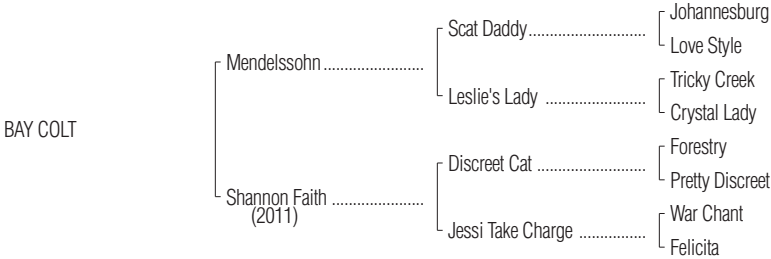 Johannesburg
Scat Daddy..............................
Love Style
Mendelssohn.........................
Tricky Creek
Leslie's Lady .........................
Crystal Lady
BAY COLT
Forestry
Discreet Cat ...........................
Pretty Discreet
Shannon Faith .......................
(2011)
War Chant
Jessi Take Charge ................
Felicita